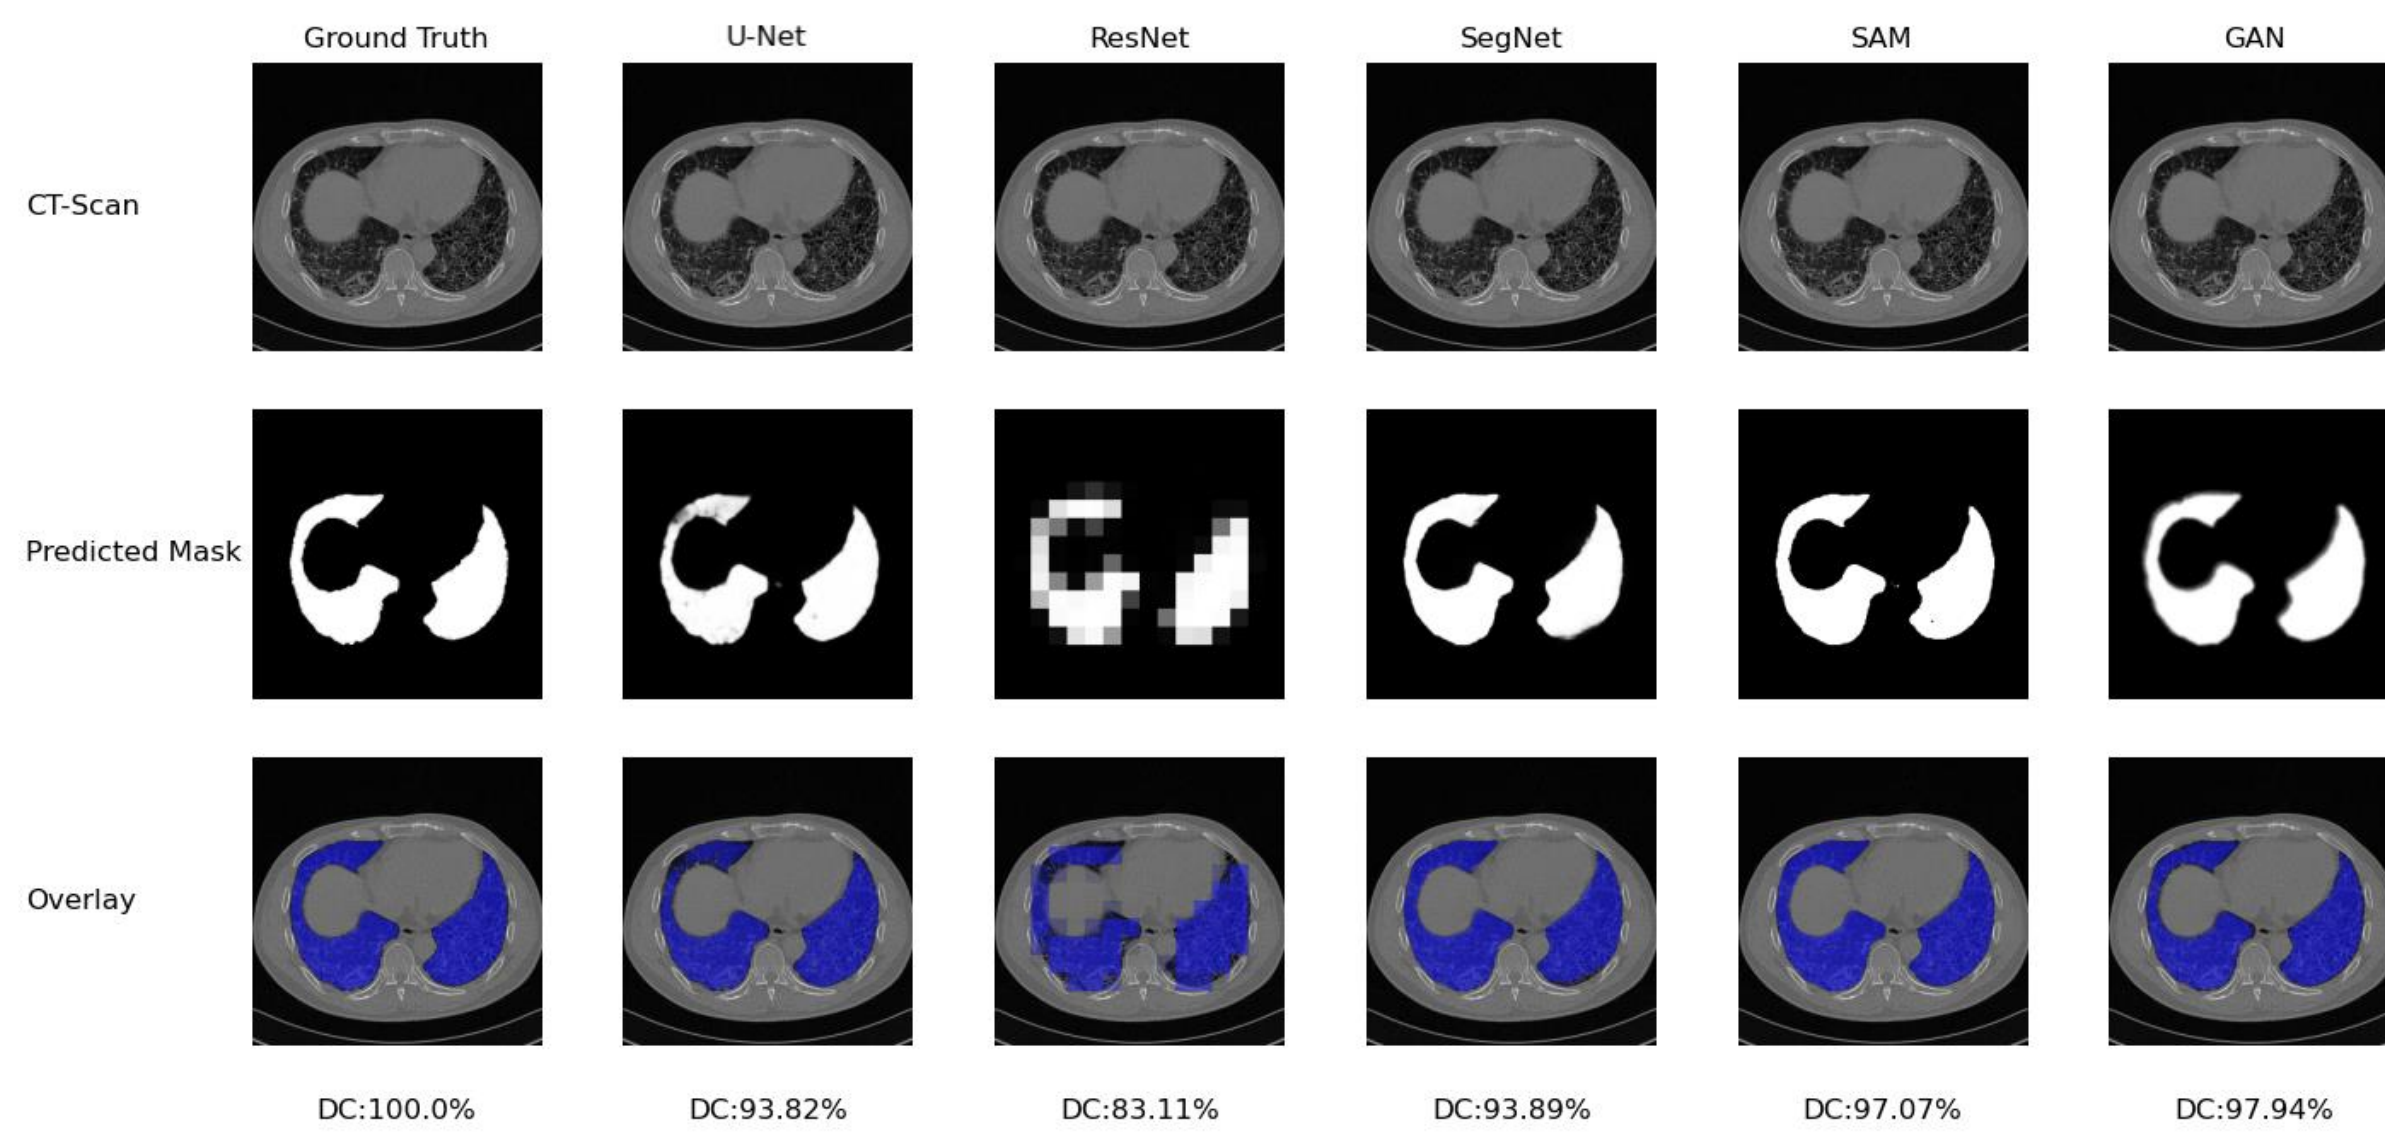 Ground Truth U-Net ResNet SegNet SAM GAN
CT-Scan
Predicted Mask
Overlay
DC:100.0% DC:93.82% DC:83.11% DC:93.89% DC:97.07% DC:97.94%